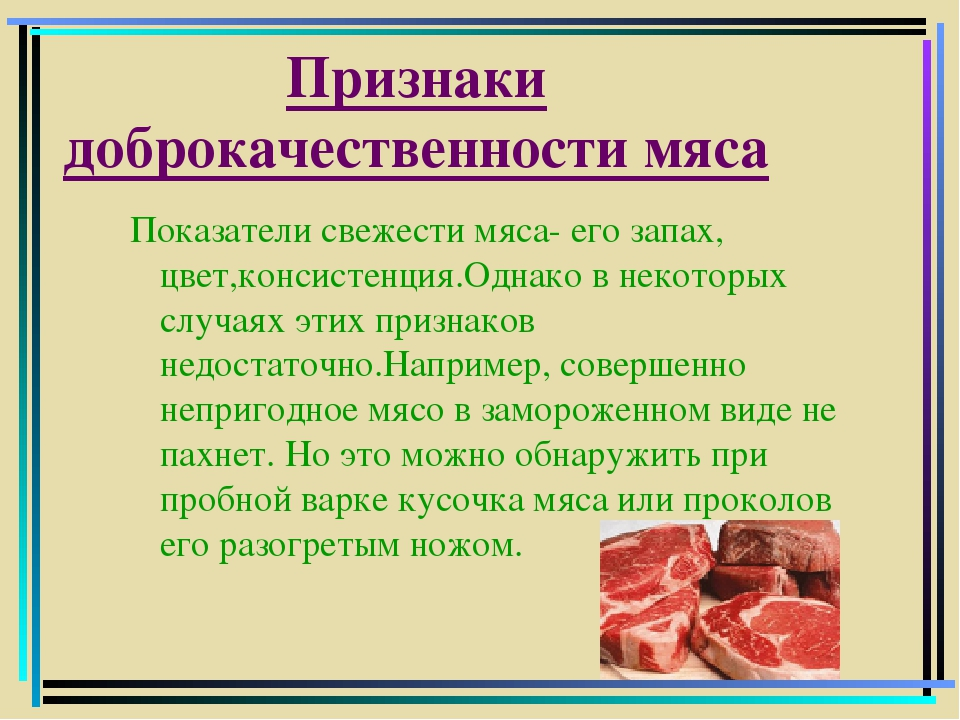 Признаки
доброкачественности мяса
Показатели свежести мяса- его запах,
цвет,консистенция.Однако в некоторых
случаях этих признаков
недостаточно.Например, совершенно
непригодное мясо в замороженном виде не
пахнет. Но это можно обнаружить при
пробной варке кусочка мяса или проколов
его разогретым ножом.